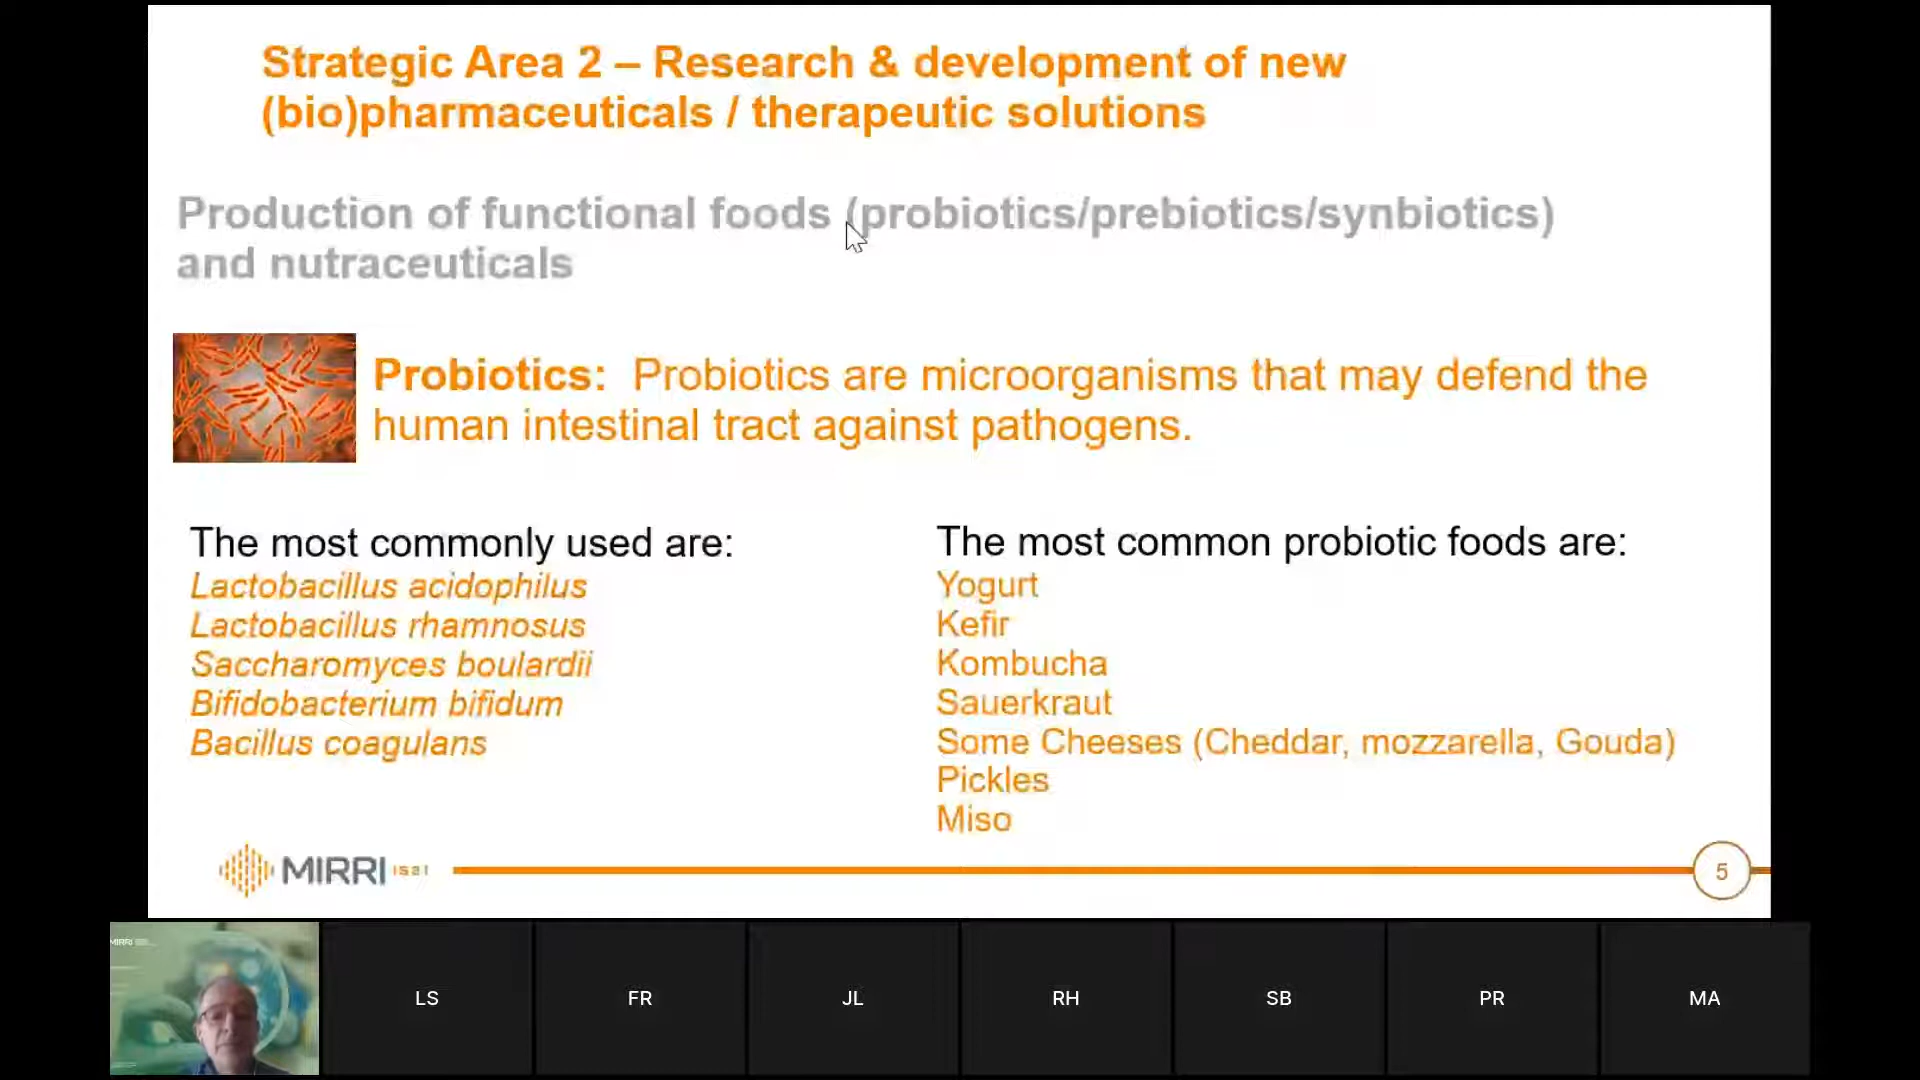 Strategic Area 2 – Research & development of new
(bio)pharmaceuticals / therapeutic solutions
Production of functional foods (probiotics/prebiotics/synbiotics)
and nutraceuticals
Probiotics: Probiotics are microorganisms that may defend the
human intestinal tract against pathogens.
The most commonly used are:
Lactobacillus acidophilus
Lactobacillus rhamnosus
Saccharomyces boulardii
Bifidobacterium bifidum
Bacillus coagulans
The most common probiotic foods are:
Yogurt
Kefir
Kombucha
Sauerkraut
Some Cheeses (Cheddar, mozzarella, Gouda)
Pickles
Miso
MIRRI IS21
5
MIRRI
LS
FR
JL
RH
SB
PR
MA